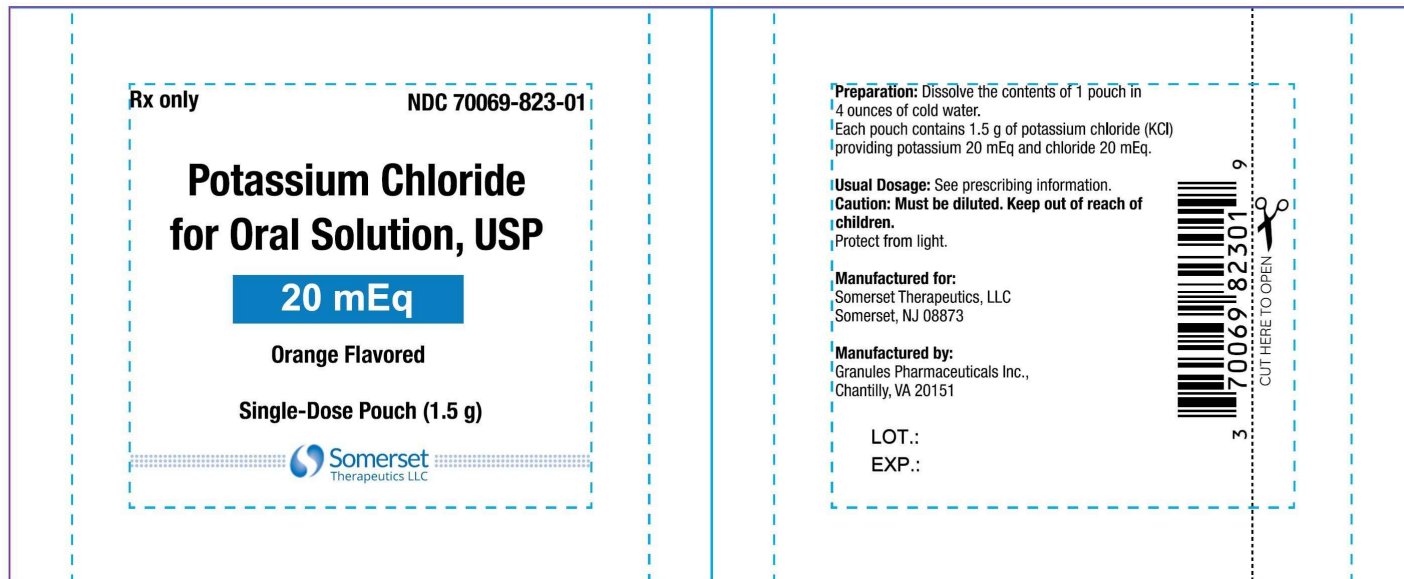 Rx only NDC 70069-823-01
Potassium Chloride
for Oral Solution, USP
20 mEq
Orange Flavored
Single-Dose Pouch (1.5 g)
Somerset
Therapeutics LLC
Preparation: Dissolve the contents of 1 pouch in
4 ounces of cold water.
Each pouch contains 1.5 g of potassium chloride (KCl)
providing potassium 20 mEq and chloride 20 mEq.
Usual Dosage: See prescribing information.
Caution: Must be diluted. Keep out of reach of
children.
Protect from light.
Manufactured for:
Somerset Therapeutics, LLC
Somerset, NJ 08873
Manufactured by:
Granules Pharmaceuticals Inc.,
Chantilly, VA 20151
LOT.:
EXP.:
3 70069 82301 9
CUT HERE TO OPEN